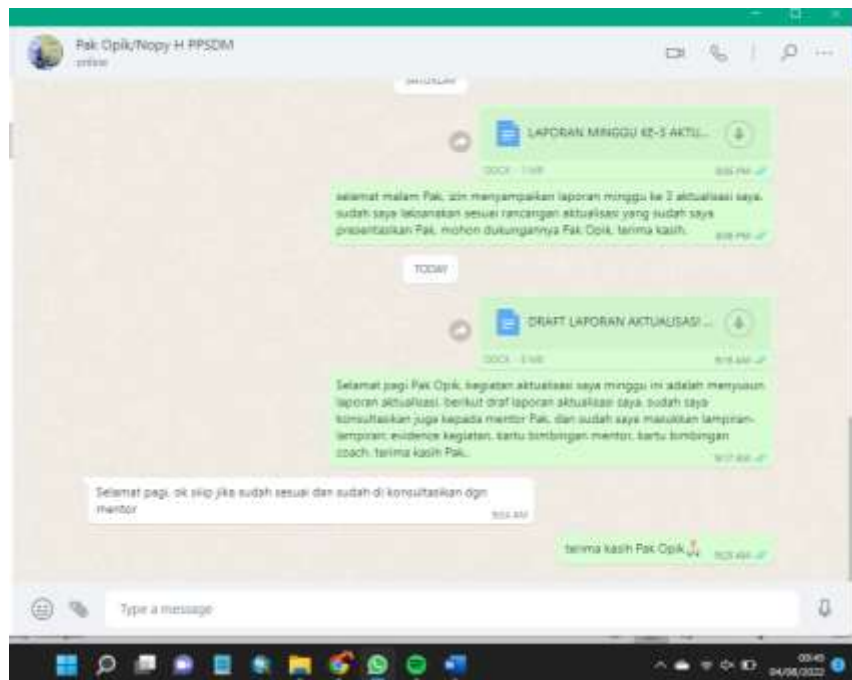 Pak Opik/Nopy H PPSDM
online
SATURDAY
LAPORAN MINGGU KE-3 AKTU...
DOCX
selamat malam Pak, izin menyampaikan laporan minggu ke 3 aktualisasi saya.
sudah saya laksanakan sesuai rancangan aktualisasi yang sudah saya
presentasikan Pak. mohon dukungannya Pak Opik. terima kasih.
TODAY
DRAFT LAPORAN AKTUALISASI ...
DOCX
Selamat pagi Pak Opik, kegiatan aktualisasi saya minggu ini adalah menyusun
laporan aktualisasi. berikut draf laporan aktualisasi saya. sudah saya
konsultasikan juga kepada mentor Pak, dan sudah saya masukkan lampiran-
lampiran: evidence kegiatan, kartu bimbingan mentor, kartu bimbingan
coach. terima kasih Pak.
Selamat pagi, ok siip jika sudah sesuai dan sudah di konsultasikan dgn
mentor
terima kasih Pak Opik
Type a message